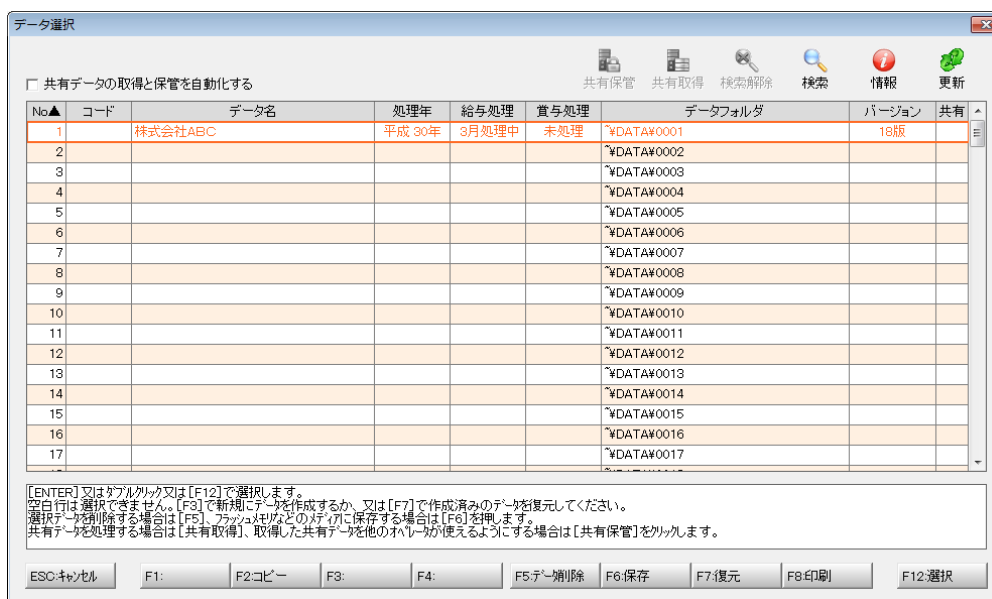 データ選択
共有データの取得と保管を自動化する
共有保管 共有取得 検索解除 検索 情報 更新
No▲ コード データ名 処理年 給与処理 賞与処理 データフォルダ バージョン 共有
1 株式会社ABC 平成 30年 3月処理中 未処理 ~¥DATA¥0001 18版
2 ~¥DATA¥0002
3 ~¥DATA¥0003
4 ~¥DATA¥0004
5 ~¥DATA¥0005
6 ~¥DATA¥0006
7 ~¥DATA¥0007
8 ~¥DATA¥0008
9 ~¥DATA¥0009
10 ~¥DATA¥0010
11 ~¥DATA¥0011
12 ~¥DATA¥0012
13 ~¥DATA¥0013
14 ~¥DATA¥0014
15 ~¥DATA¥0015
16 ~¥DATA¥0016
17 ~¥DATA¥0017
[ENTER]又はダブルクリック又は[F12]で選択します。
空白行は選択できません。[F3]で新規にデータを作成するか、又は[F7]で作成済みのデータを復元してください。
選択データを削除する場合は[F5]、フラッシュメモリなどのメディアに保存する場合は[F6]を押します。
共有データを処理する場合は[共有取得]、取得した共有データを他のオペレータが使えるようにする場合は[共有保管]をクリックします。
ESC:キャンセル F1: F2:コピー F3: F4: F5:データ削除 F6:保存 F7:復元 F8:印刷 F12:選択